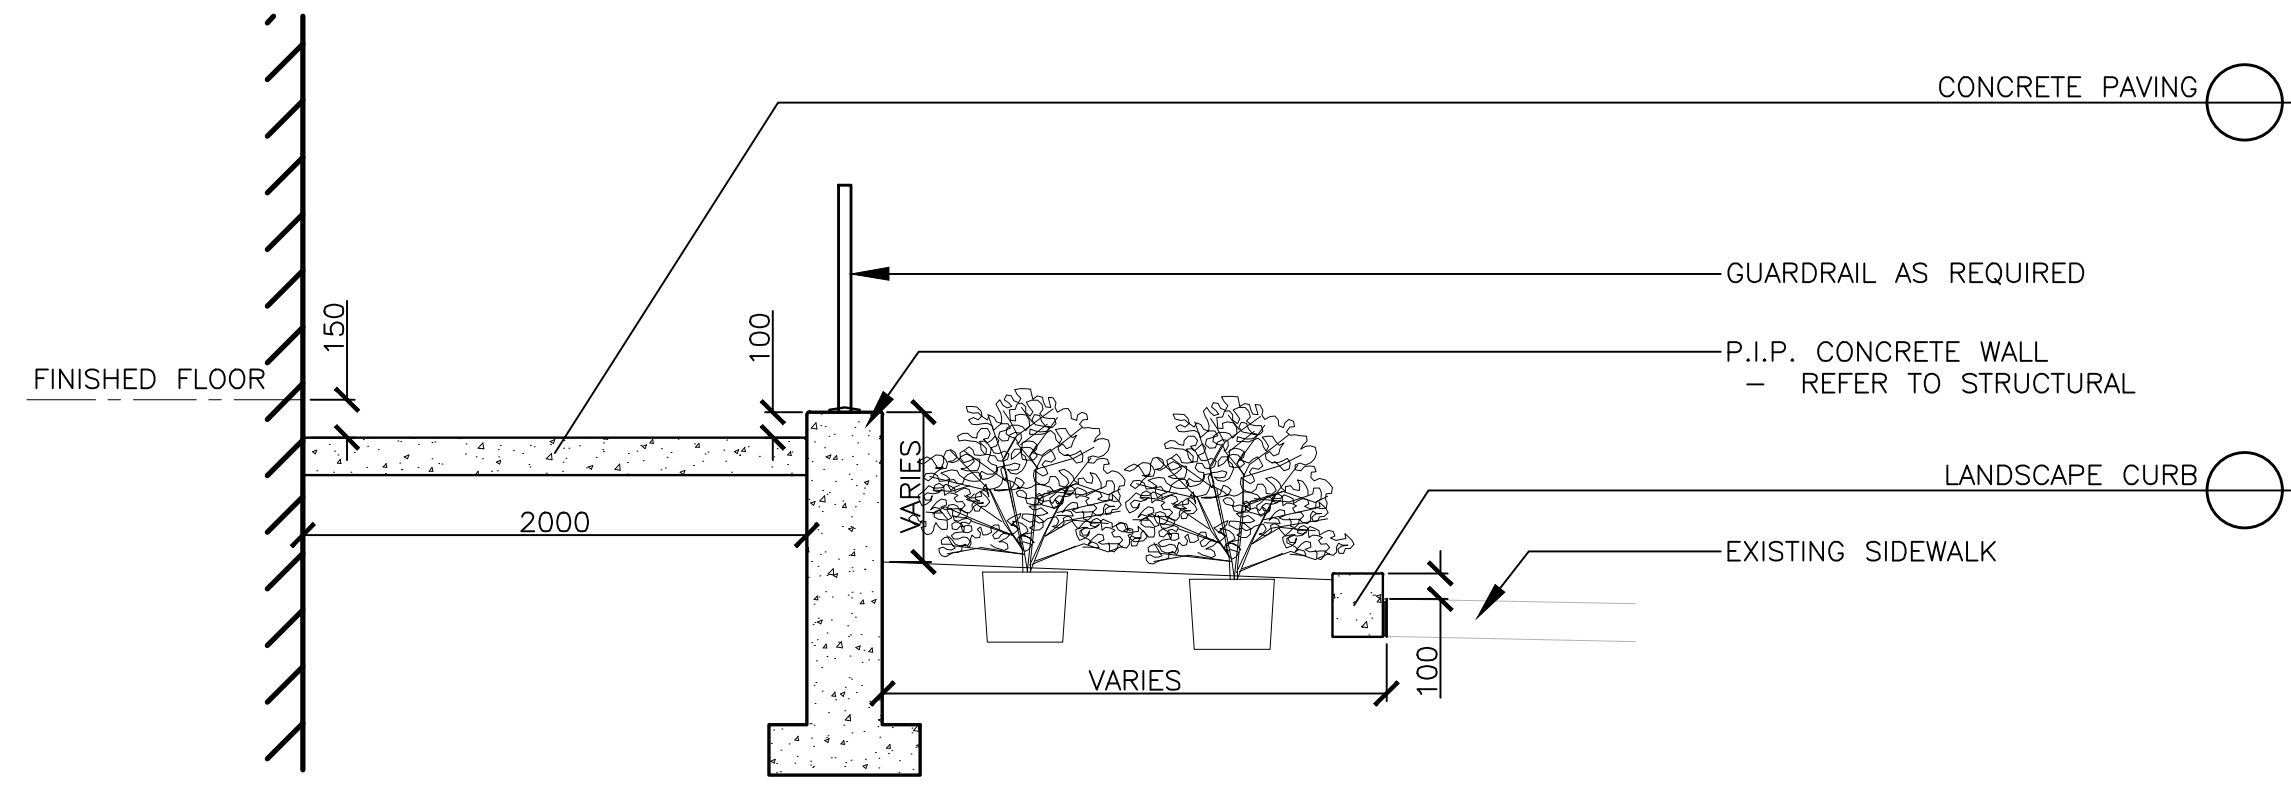 CONCRETE PAVING
GUARDRAIL AS REQUIRED
150
100
P.I.P. CONCRETE WALL
- REFER TO STRUCTURAL
FINISHED FLOOR
VARIES
LANDSCAPE CURB
2000
EXISTING SIDEWALK
VARIES
100